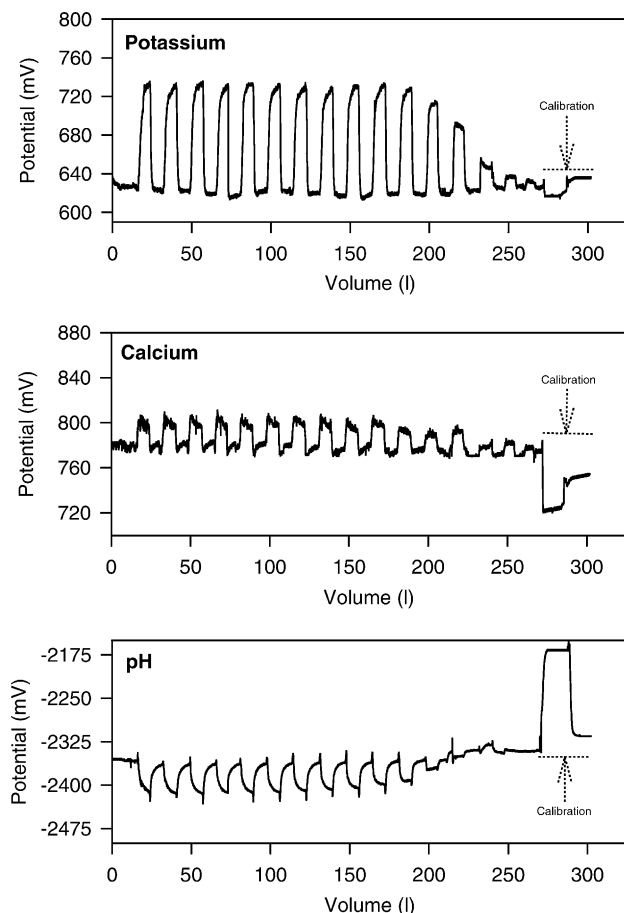 800
Potassium
760
720
680
640
600
Potential (mV)
Calibration
0 50 100 150 200 250 300
Volume (l)
880
Calcium
840
800
760
720
Potential (mV)
Calibration
0 50 100 150 200 250 300
Volume (l)
pH
-2175
-2250
-2325
-2400
-2475
Potential (mV)
Calibration
0 50 100 150 200 250 300
Volume (l)